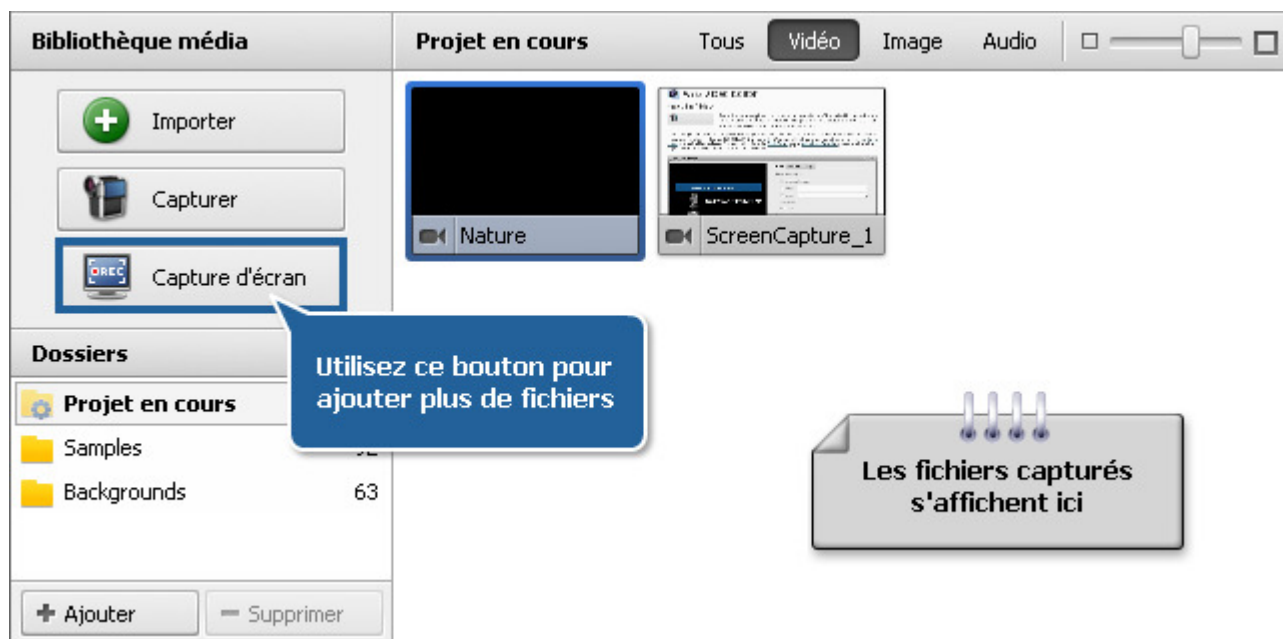 Bibliothèque média
Projet en cours
Tous
Vidéo
Image
Audio
Importer
Capturer
REC
Capture d'écran
Nature
ScreenCapture_1
Dossiers
Utilisez ce bouton pour
ajouter plus de fichiers
Projet en cours
Samples
Backgrounds
63
Les fichiers capturés
s'affichent ici
Ajouter
Supprimer